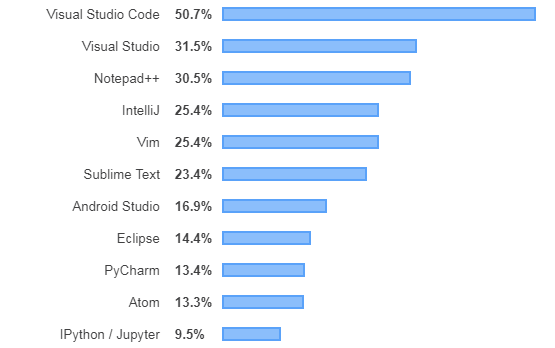 Visual Studio Code 50.7%
Visual Studio 31.5%
Notepad++ 30.5%
IntelliJ 25.4%
Vim 25.4%
Sublime Text 23.4%
Android Studio 16.9%
Eclipse 14.4%
PyCharm 13.4%
Atom 13.3%
IPython / Jupyter 9.5%